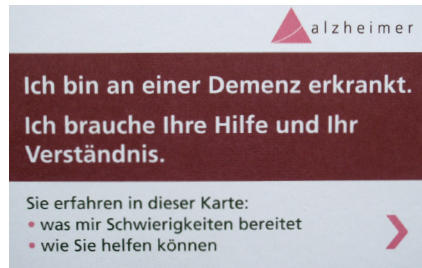 alzheimer
Ich bin an einer Demenz erkrankt.
Ich brauche Ihre Hilfe und Ihr
Verständnis.
Sie erfahren in dieser Karte:
• was mir Schwierigkeiten bereitet
• wie Sie helfen können